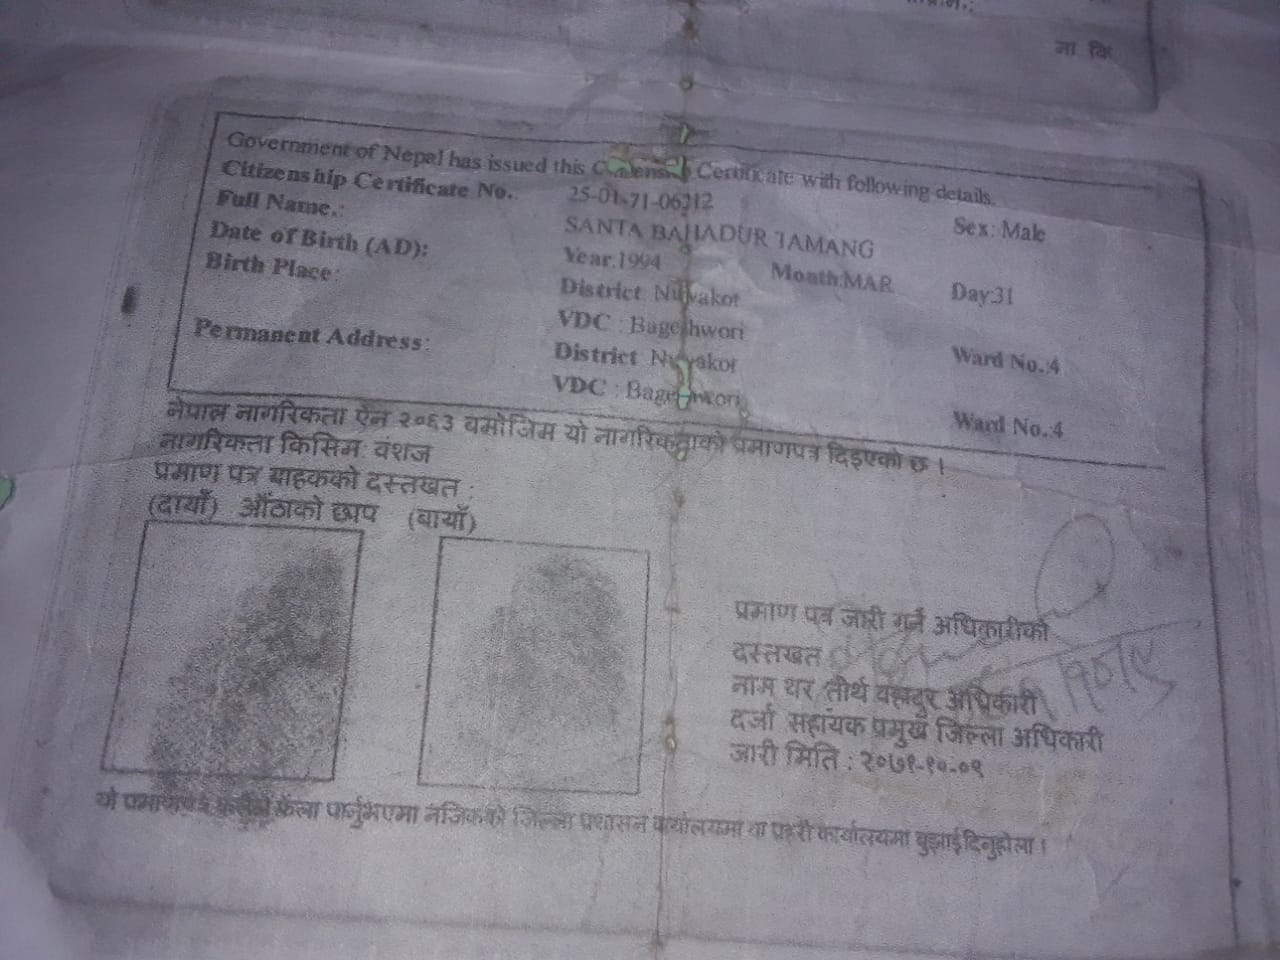 ना कि
Government of Nepal has issued this Certificate with following details.
Citizenship Certificate No.: 25-01-71-06312 Sex: Male
Full Name.: SANTA BAHADUR TAMANG
Date of Birth (AD): Year:1994 Month:MAR Day:31
Birth Place: District: Nuwakot
VDC : Bageshwori Ward No.:4
Permanent Address: District Nuwakot
VDC : Bageshwori Ward No.:4
नेपाल नागरिकता ऐन २०६३ बमोजिम यो नागरिकताको प्रमाणपत्र दिइएको छ ।
नागरिकता किसिम: वंशज
प्रमाण पत्र ग्राहकको दस्तखत :
(दायाँ) औंठाको छाप (बायाँ)
प्रमाण पत्र जारी गर्ने अधिकारीको
दस्तखत
नाम थर तीर्थ बहादुर अधिकारी
दर्जा सहायक प्रमुख जिल्ला अधिकारी
जारी मिति : २०७१-१०-०९
यो प्रमाणपत्र कसैले फेला पार्नुभएमा नजिकको जिल्ला प्रशासन कार्यालयमा वा प्रहरी कार्यालयमा बुझाईदिनुहोला ।